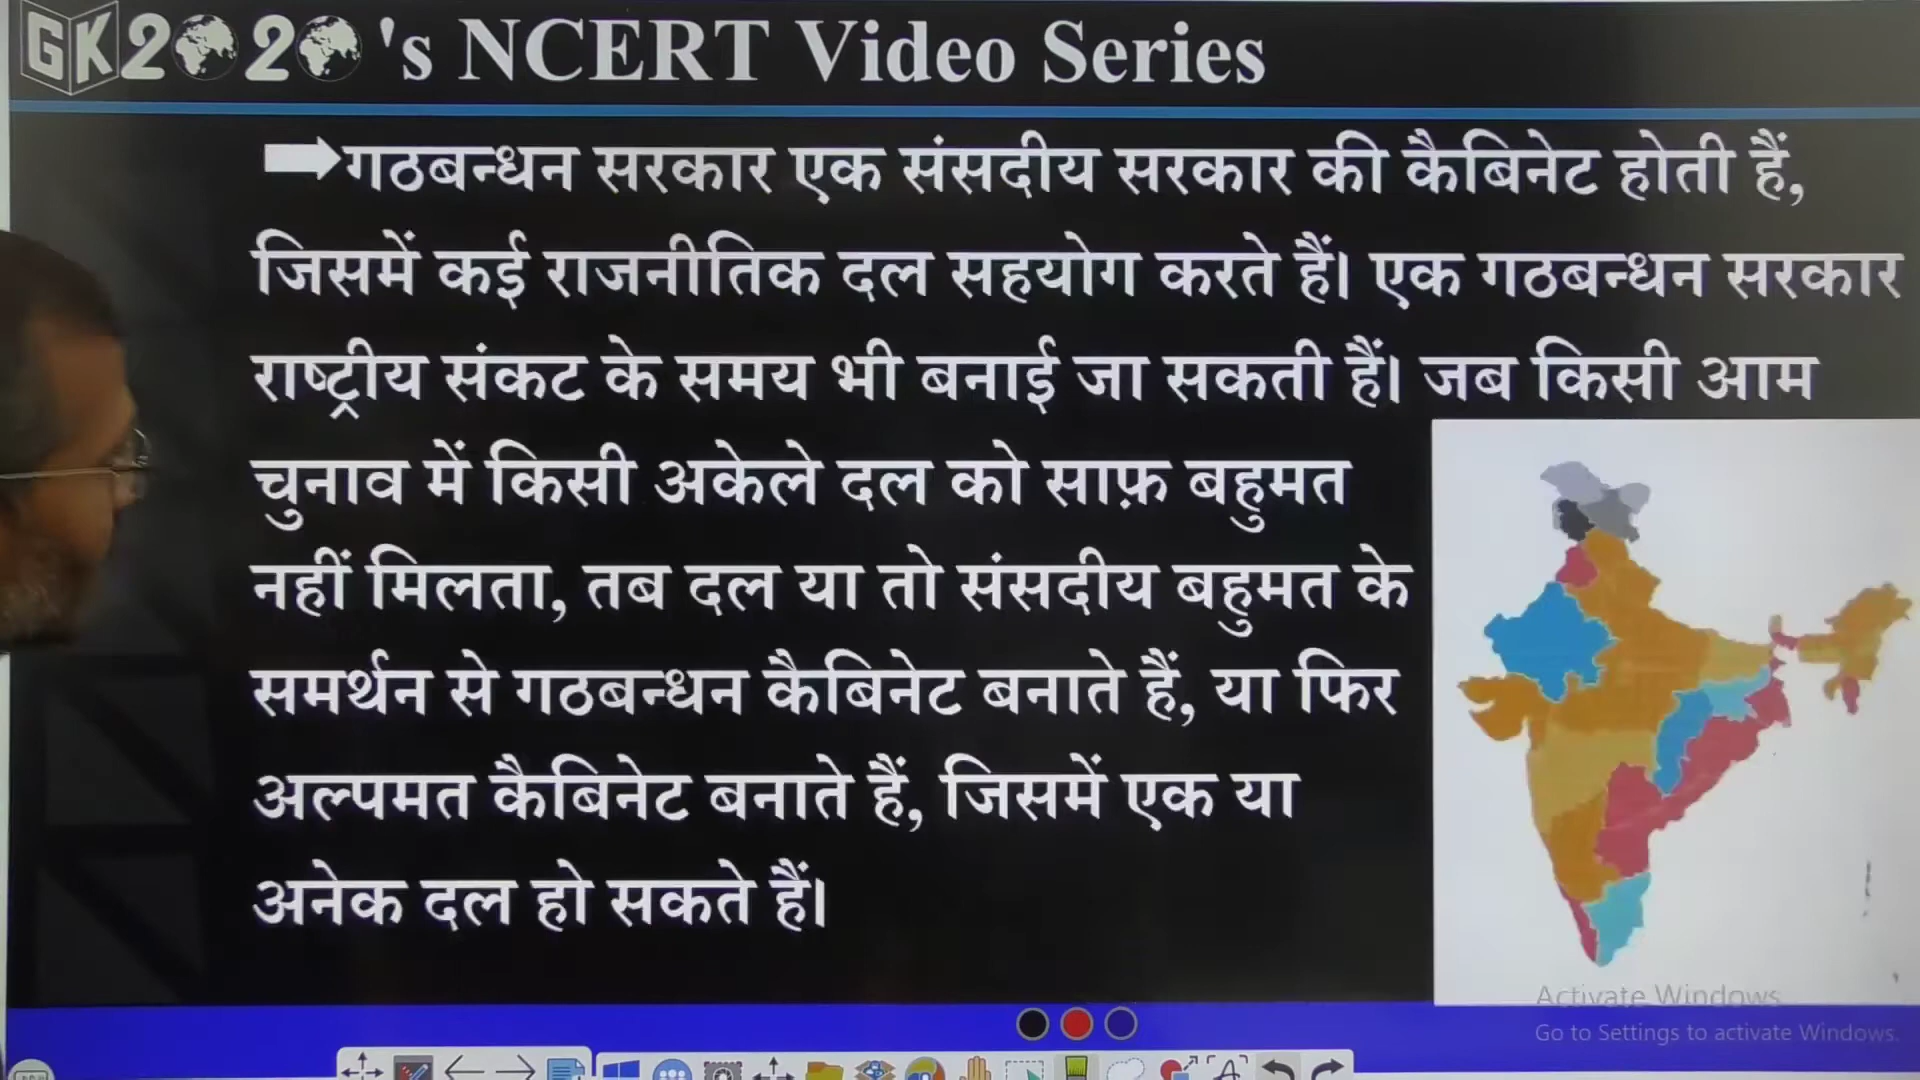 GK2020's NCERT Video Series
गठबन्धन सरकार एक संसदीय सरकार की कैबिनेट होती हैं,
जिसमें कई राजनीतिक दल सहयोग करते हैं। एक गठबन्धन सरकार
राष्ट्रीय संकट के समय भी बनाई जा सकती हैं। जब किसी आम
चुनाव में किसी अकेले दल को साफ़ बहुमत
नहीं मिलता, तब दल या तो संसदीय बहुमत के
समर्थन से गठबन्धन कैबिनेट बनाते हैं, या फिर
अल्पमत कैबिनेट बनाते हैं, जिसमें एक या
अनेक दल हो सकते हैं।
Activate Windows
Go to Settings to activate Windows.